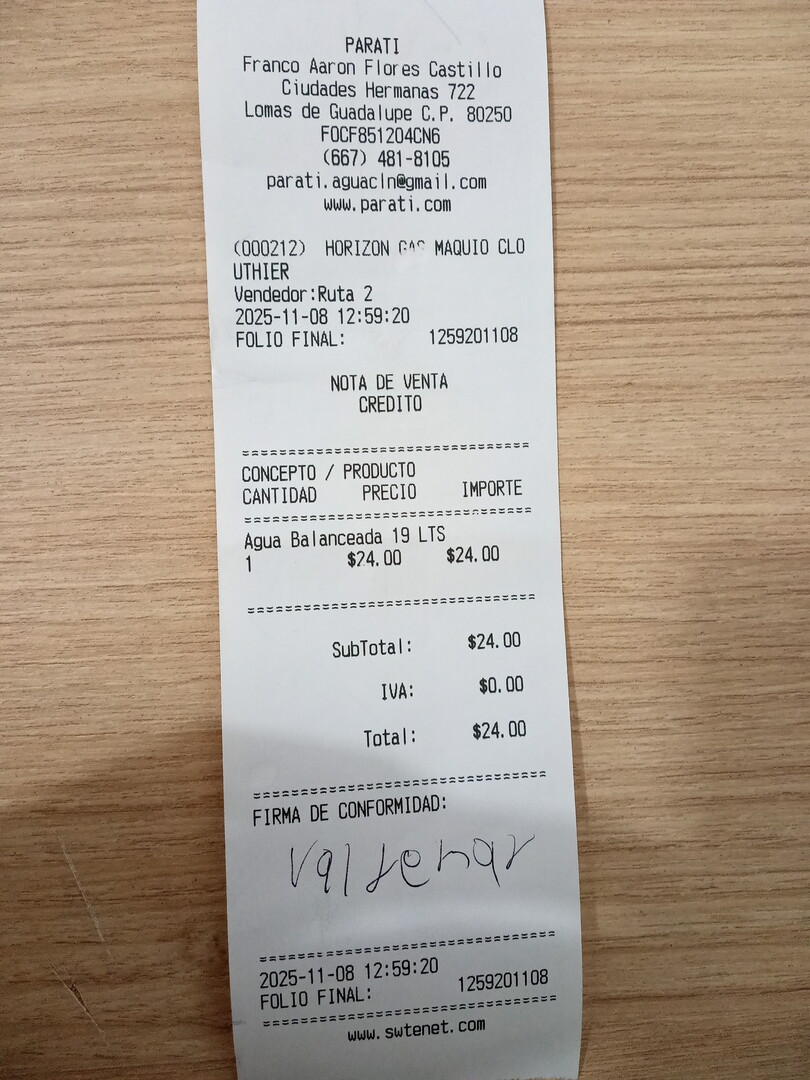 PARATI
Franco Aaron Flores Castillo
Ciudades Hermanas 722
Lomas de Guadalupe C.P. 80250
FOCF851204CN6
(667) 481-8105
parati.aguacln@gmail.com
www.parati.com
(000212) HORIZON GAS MAQUIO CLO
UTHIER
Vendedor:Ruta 2
2025-11-08 12:59:20
FOLIO FINAL: 1259201108
NOTA DE VENTA
CREDITO
CONCEPTO / PRODUCTO
CANTIDAD PRECIO IMPORTE
Agua Balanceada 19 LTS
1 $24.00 $24.00
SubTotal: $24.00
IVA: $0.00
Total: $24.00
FIRMA DE CONFORMIDAD:
2025-11-08 12:59:20
FOLIO FINAL: 1259201108
www.swtenet.com